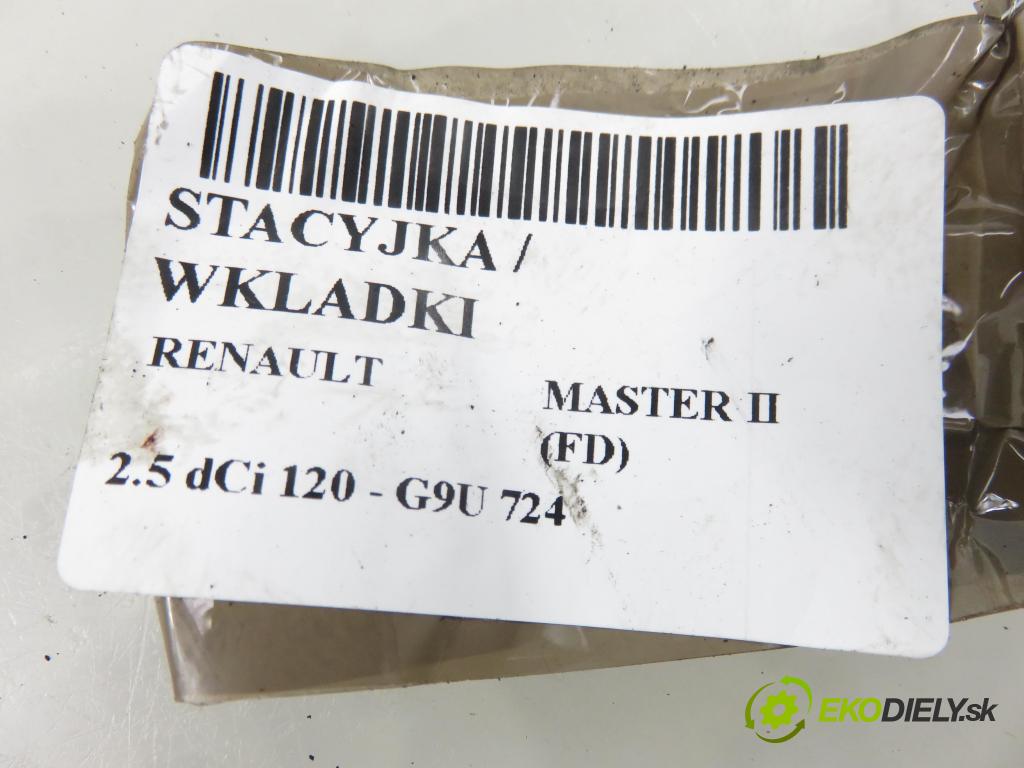 STACYJKA /
WKLADKI
RENAULT
MASTER II
(FD)
2.5 dCi 120 - G9U 724
EKODIELY.sk